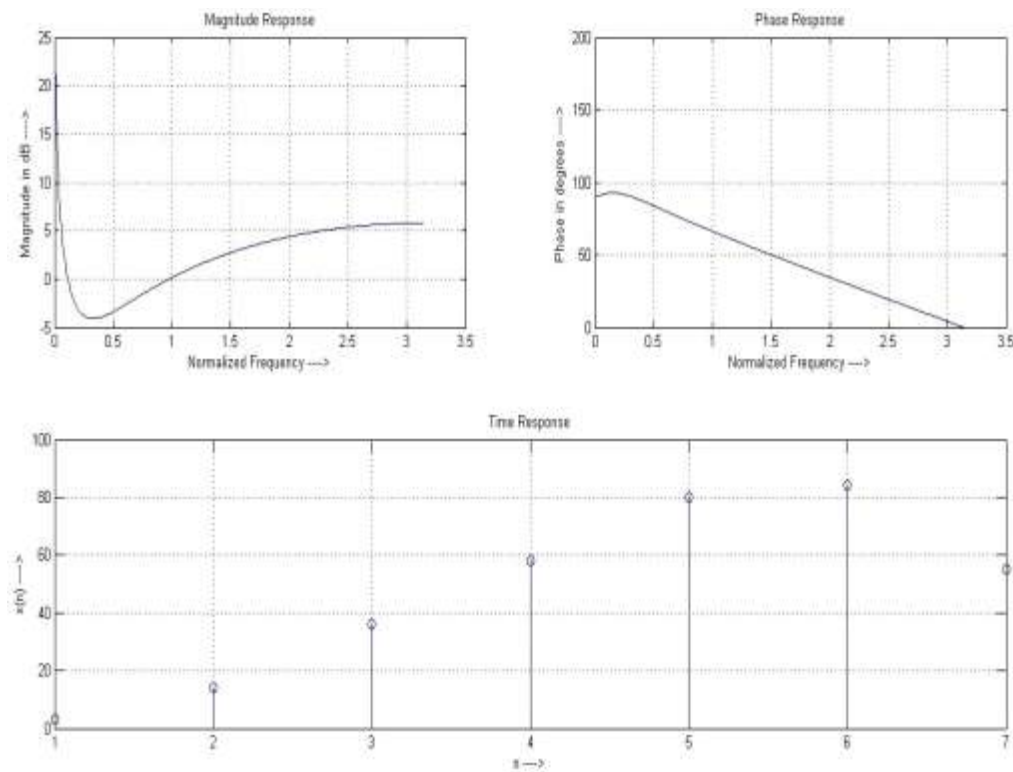 Magnitude Response
Magnitude in dB ---->
25
20
15
10
5
0
-5
0 0.5 1 1.5 2 2.5 3 3.5
Normalized Frequency ---->
Phase Response
Phase in degrees ---->
200
150
100
50
0
0 0.5 1 1.5 2 2.5 3 3.5
Normalized Frequency ---->
Time Response
x(n) ---->
100
80
60
40
20
0
1 2 3 4 5 6 7
n ---->